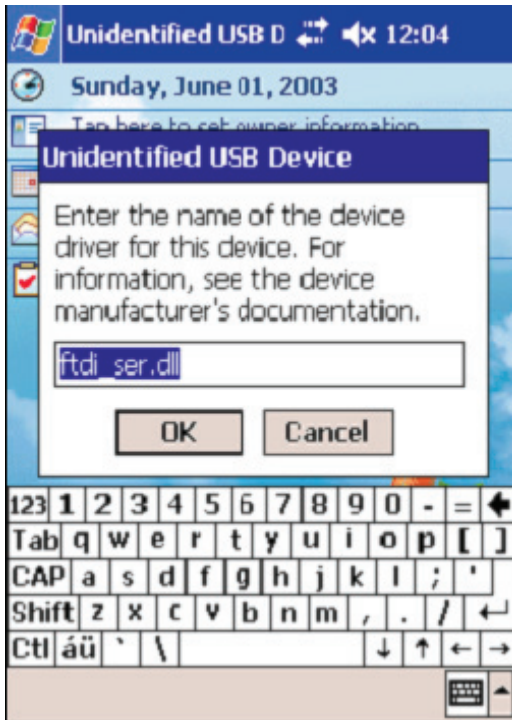 Unidentified USB D 12:04
Sunday, June 01, 2003
Tap here to set owner information
Unidentified USB Device
Enter the name of the device
driver for this device. For
information, see the device
manufacturer's documentation.
ftdi_ser.dll
OK Cancel
123 1 2 3 4 5 6 7 8 9 0 - =
Tab q w e r t y u i o p [ ]
CAP a s d f g h j k l ; '
Shift z x c v b n m , . /
Ctl áü ` \